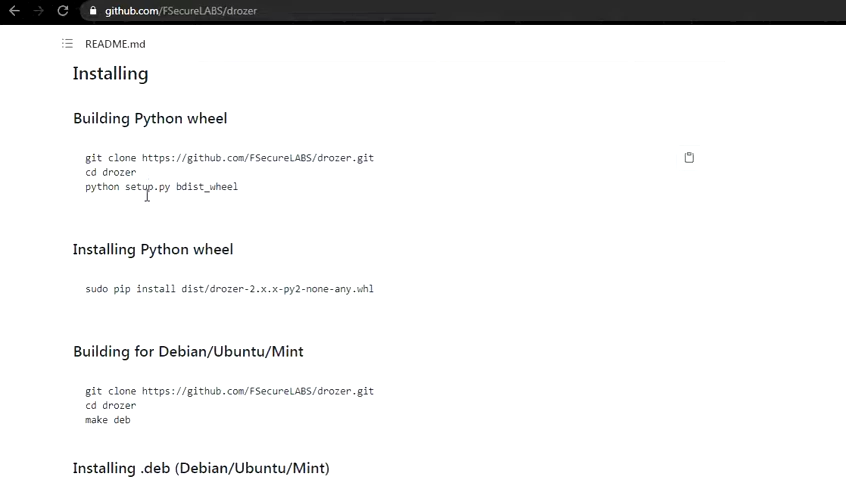 github.com/FSecureLABS/drozer
README.md
Installing
Building Python wheel
git clone https://github.com/FSecureLABS/drozer.git
cd drozer
python setup.py bdist_wheel
Installing Python wheel
sudo pip install dist/drozer-2.x.x-py2-none-any.whl
Building for Debian/Ubuntu/Mint
git clone https://github.com/FSecureLABS/drozer.git
cd drozer
make deb
Installing .deb (Debian/Ubuntu/Mint)